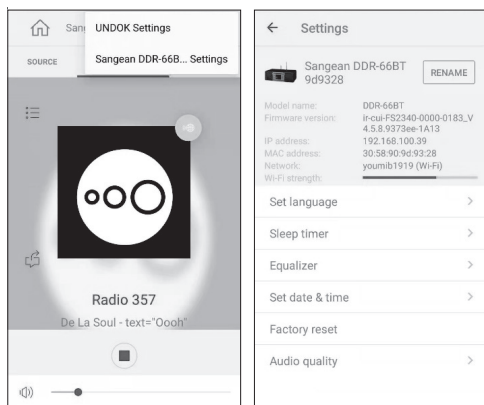 San
UNDOK Settings
Sangean DDR-66B... Settings
SOURCE
Radio 357
De La Soul - text="Oooh"
Settings
Sangean DDR-66BT
9d9328
RENAME
Model name: DDR-66BT
Firmware version: ir-cui-FS2340-0000-0183_V
4.5.8.9373ee-1A13
IP address: 192.168.100.39
MAC address: 30:58:90:9d:93:28
Network: youmib1919 (Wi-Fi)
Wi-Fi strength:
Set language
Sleep timer
Equalizer
Set date & time
Factory reset
Audio quality